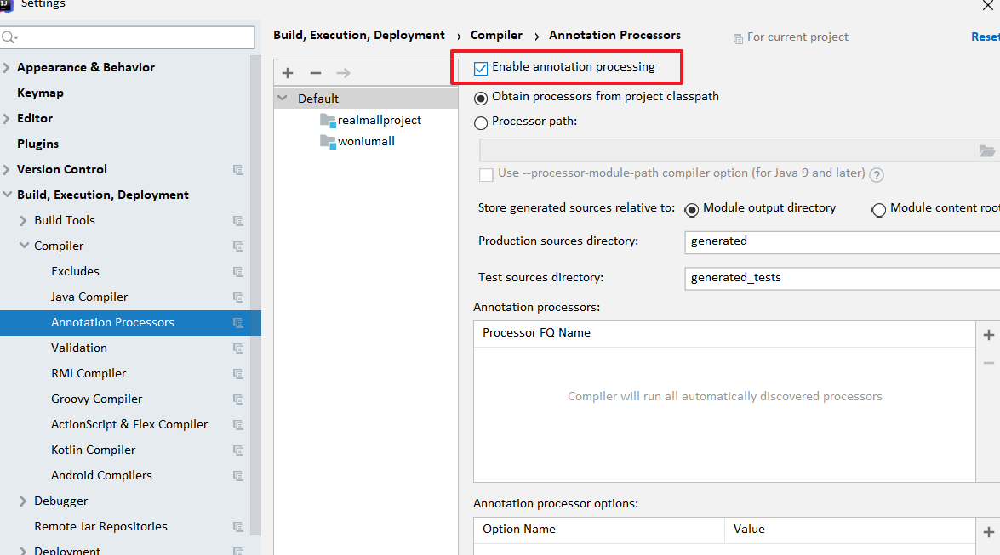 Settings
Build, Execution, Deployment › Compiler › Annotation Processors
For current project
Reset
Appearance & Behavior
Keymap
Editor
Plugins
Version Control
Build, Execution, Deployment
Build Tools
Compiler
Excludes
Java Compiler
Annotation Processors
Validation
RMI Compiler
Groovy Compiler
ActionScript & Flex Compiler
Kotlin Compiler
Android Compilers
Debugger
Remote Jar Repositories
Deployment
Default
realmallproject
woniumall
Enable annotation processing
Obtain processors from project classpath
Processor path:
Use --processor-module-path compiler option (for Java 9 and later) ?
Store generated sources relative to: Module output directory Module content root
Production sources directory: generated
Test sources directory: generated_tests
Annotation processors:
Processor FQ Name
Compiler will run all automatically discovered processors
Annotation processor options:
Option Name Value